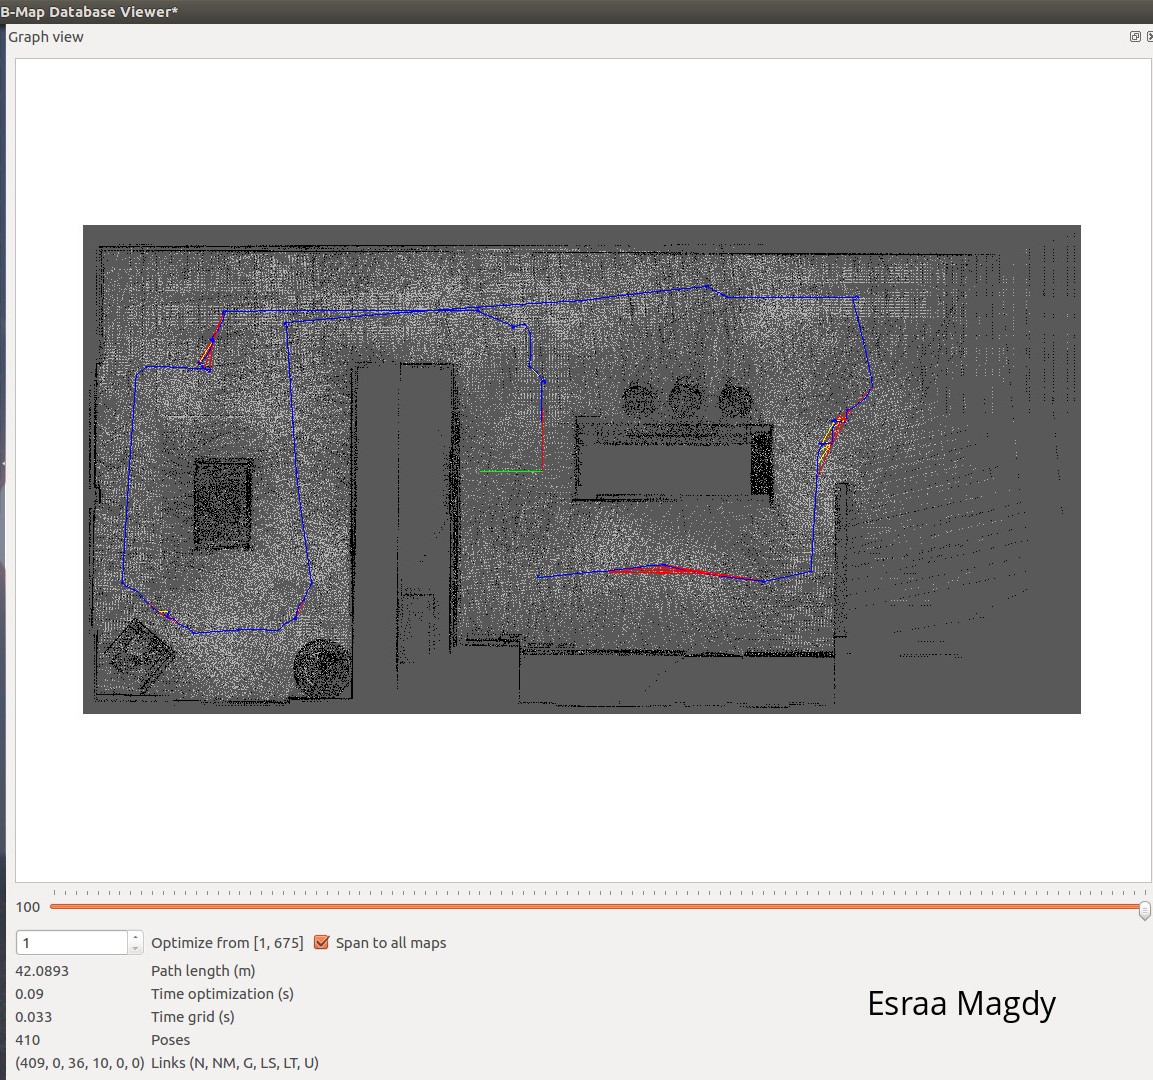 B-Map Database Viewer*
Graph view
100
1 Optimize from [1, 675] Span to all maps
42.0893 Path length (m)
0.09 Time optimization (s)
0.033 Time grid (s)
410 Poses
(409, 0, 36, 10, 0, 0) Links (N, NM, G, LS, LT, U)
Esraa Magdy